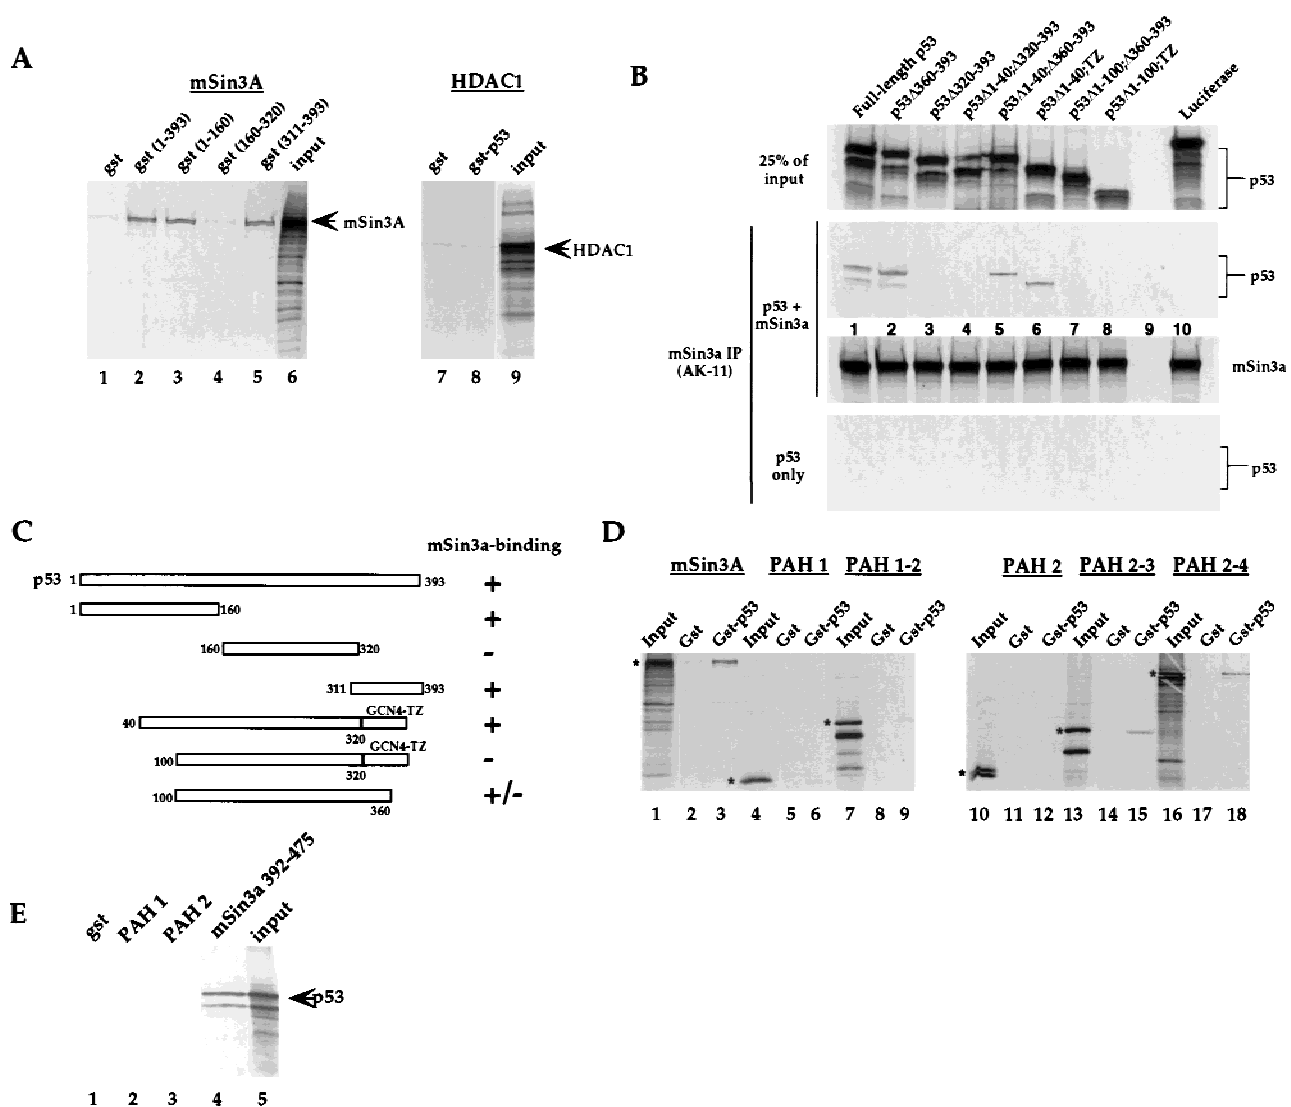 A
mSin3A
HDAC1
gst
gst (1-393)
gst (1-160)
gst (160-320)
gst (311-393)
input
gst
gst-p53
input
mSin3A
HDAC1
1 2 3 4 5 6
7 8 9
B
Full-length p53
p53Δ360-393
p53Δ320-393
p53Δ1-40;Δ320-393
p53Δ1-40;Δ360-393
p53Δ1-40;TZ
p53Δ1-100;Δ360-393
p53Δ1-100;TZ
Luciferase
25% of
input
p53
p53 +
mSin3a
p53
1 2 3 4 5 6 7 8 9 10
mSin3a IP
(AK-11)
mSin3a
p53
only
p53
C
mSin3a-binding
p53 1 393 +
1 160 +
160 320 -
311 393 +
GCN4-TZ
40 320 +
GCN4-TZ
100 320 -
100 360 +/-
D
mSin3A
PAH 1
PAH 1-2
PAH 2
PAH 2-3
PAH 2-4
Input
Gst
Gst-p53
Input
Gst
Gst-p53
Input
Gst
Gst-p53
Input
Gst
Gst-p53
Input
Gst
Gst-p53
Input
Gst
Gst-p53
*
*
*
*
*
*
1 2 3 4 5 6 7 8 9
10 11 12 13 14 15 16 17 18
E
gst
PAH 1
PAH 2
mSin3a 392-475
input
p53
1 2 3 4 5